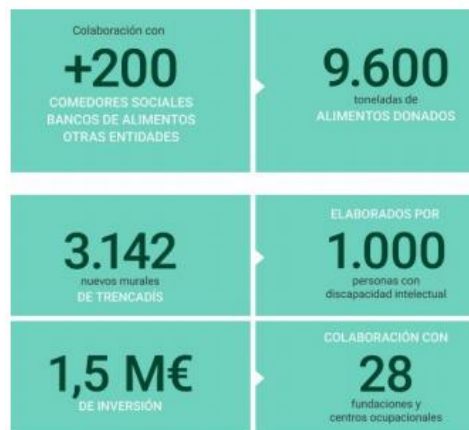 Colaboración con
+200
COMEDORES SOCIALES
BANCOS DE ALIMENTOS
OTRAS ENTIDADES
9.600
toneladas de
ALIMENTOS DONADOS
3.142
nuevos murales
DE TRENCADÍS
ELABORADOS POR
1.000
personas con
discapacidad intelectual
1,5 M€
DE INVERSIÓN
COLABORACIÓN CON
28
fundaciones y
centros ocupacionales